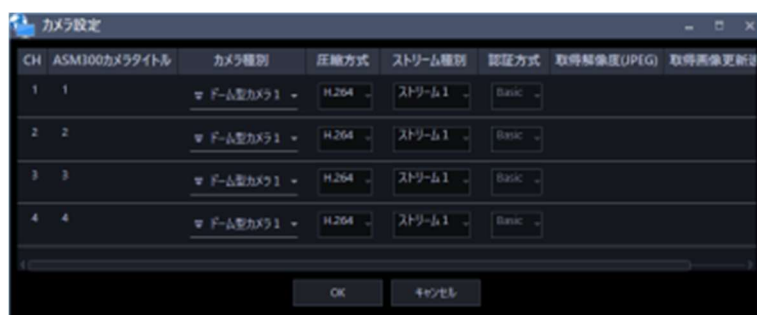 カメラ設定
CH ASM300カメラタイトル カメラ種別 圧縮方式 ストリーム種別 認証方式 取得解像度(JPEG) 取得画像更新
1 1 ドーム型カメラ1 H.264 ストリーム1 Basic
2 2 ドーム型カメラ1 H.264 ストリーム1 Basic
3 3 ドーム型カメラ1 H.264 ストリーム1 Basic
4 4 ドーム型カメラ1 H.264 ストリーム1 Basic
OK キャンセル